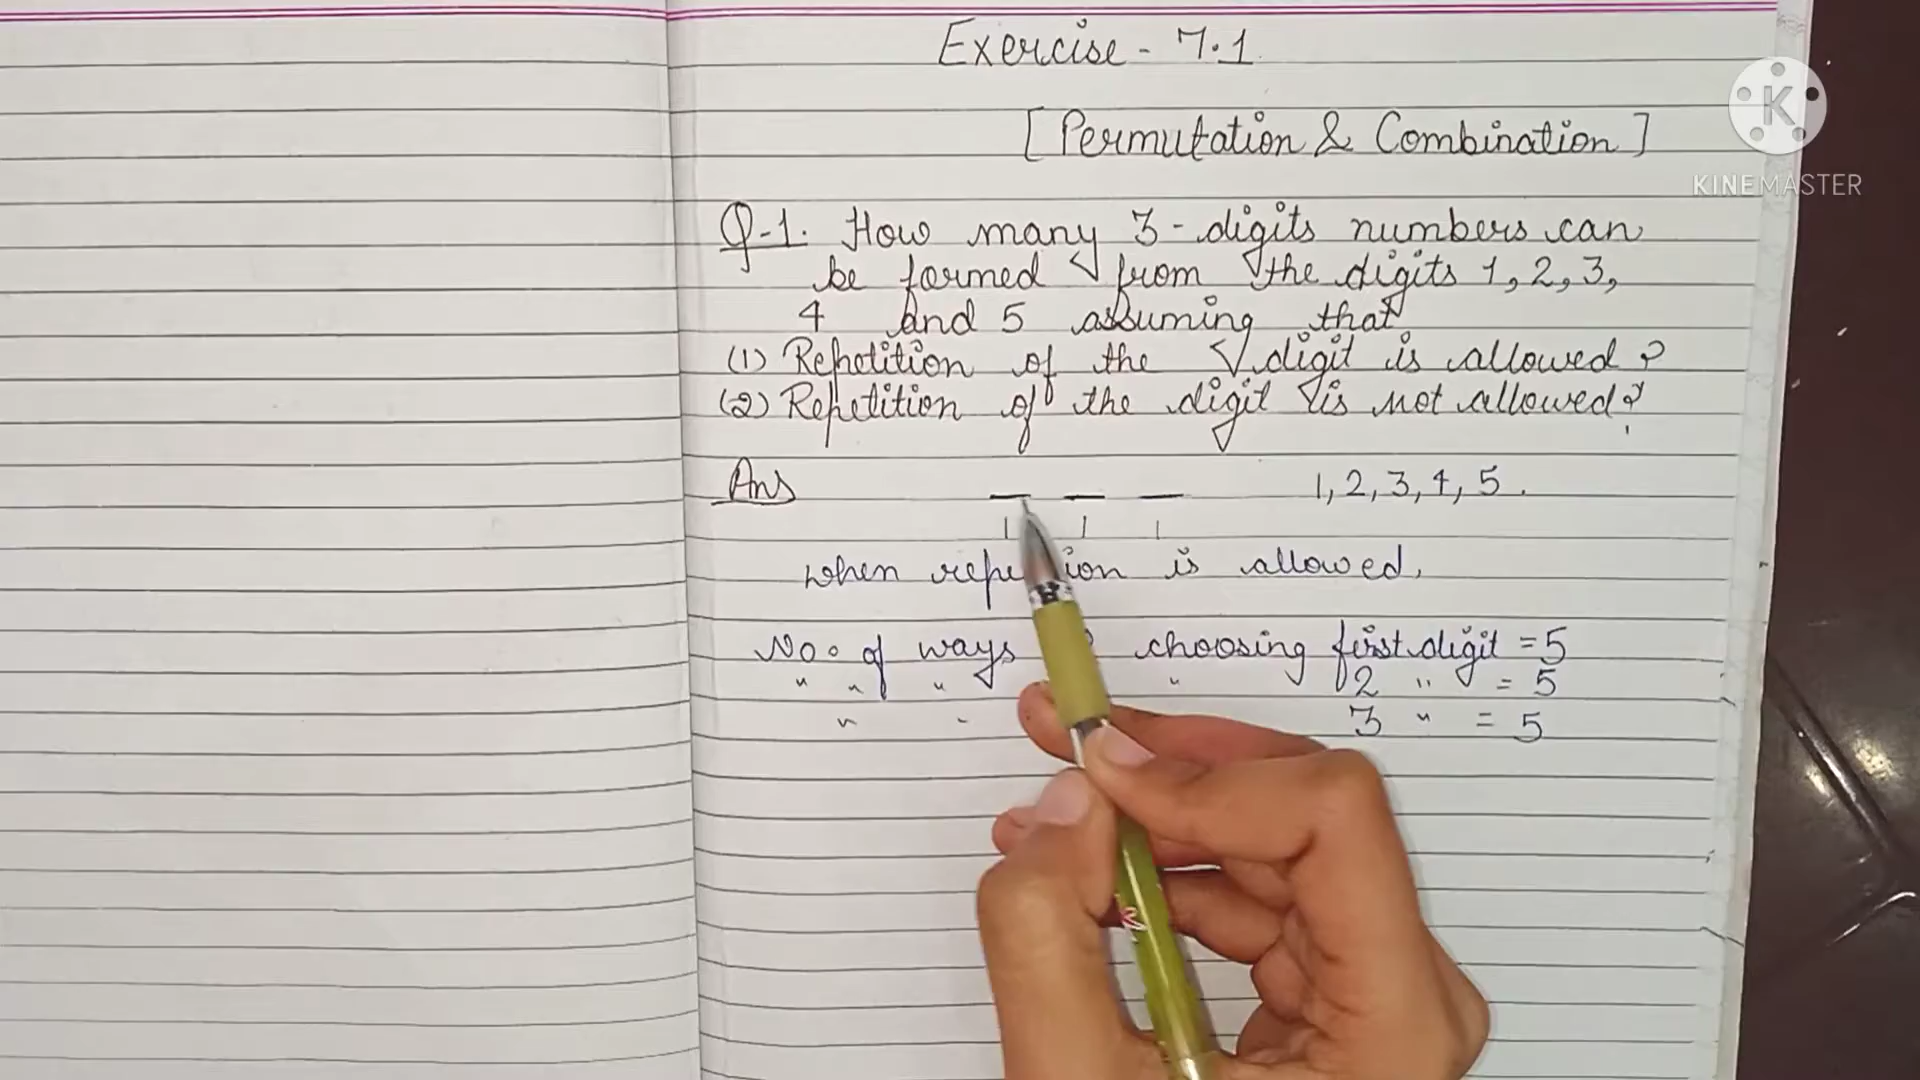 Exercise - 7.1
[Permutation & Combination]
KINEMASTER
Q-1. How many 3-digits numbers can
be formed from the digits 1, 2, 3,
4 and 5 assuming that
(1) Repetition of the digit is allowed?
(2) Repetition of the digit is not allowed?
Ans _ _ _ 1, 2, 3, 4, 5.
1 1 1
when is allowed,
No. of ways choosing first digit = 5
" " " " 2 " = 5
" " 3 " = 5